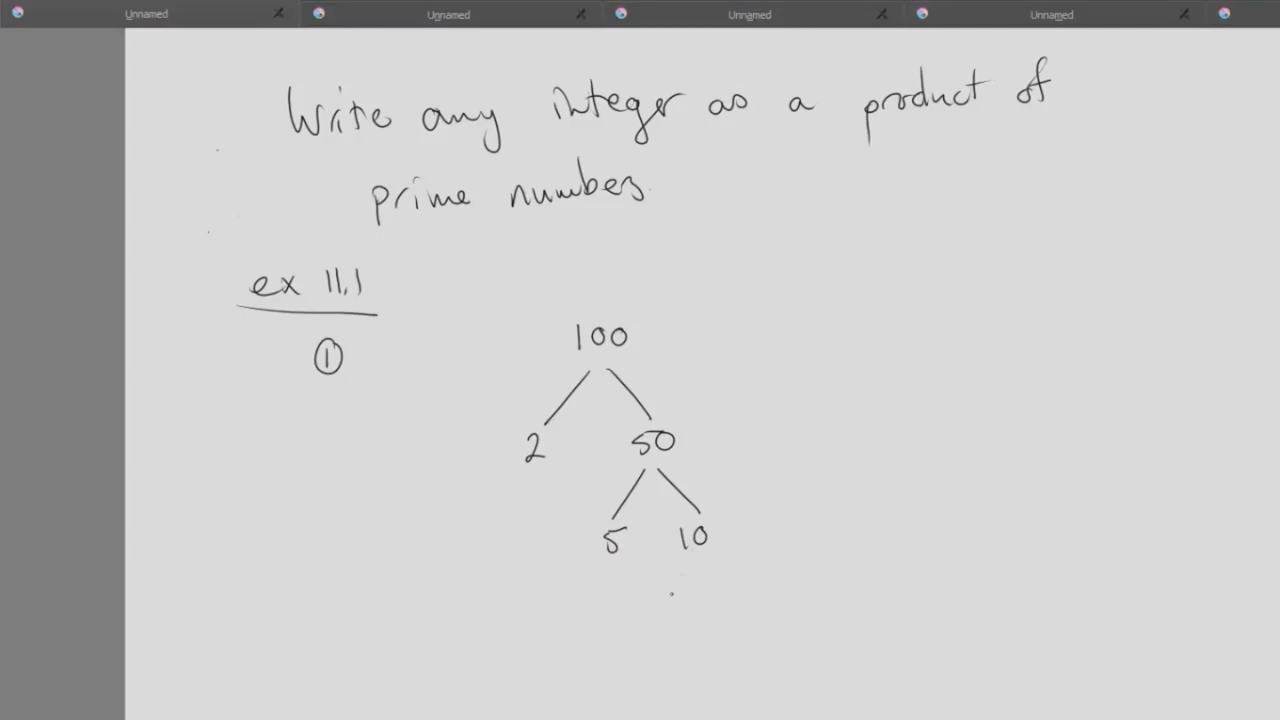 Unnamed Unnamed Unnamed Unnamed
Write any integer as a product of
prime numbers
ex 11.1
①
100
2 50
5 10